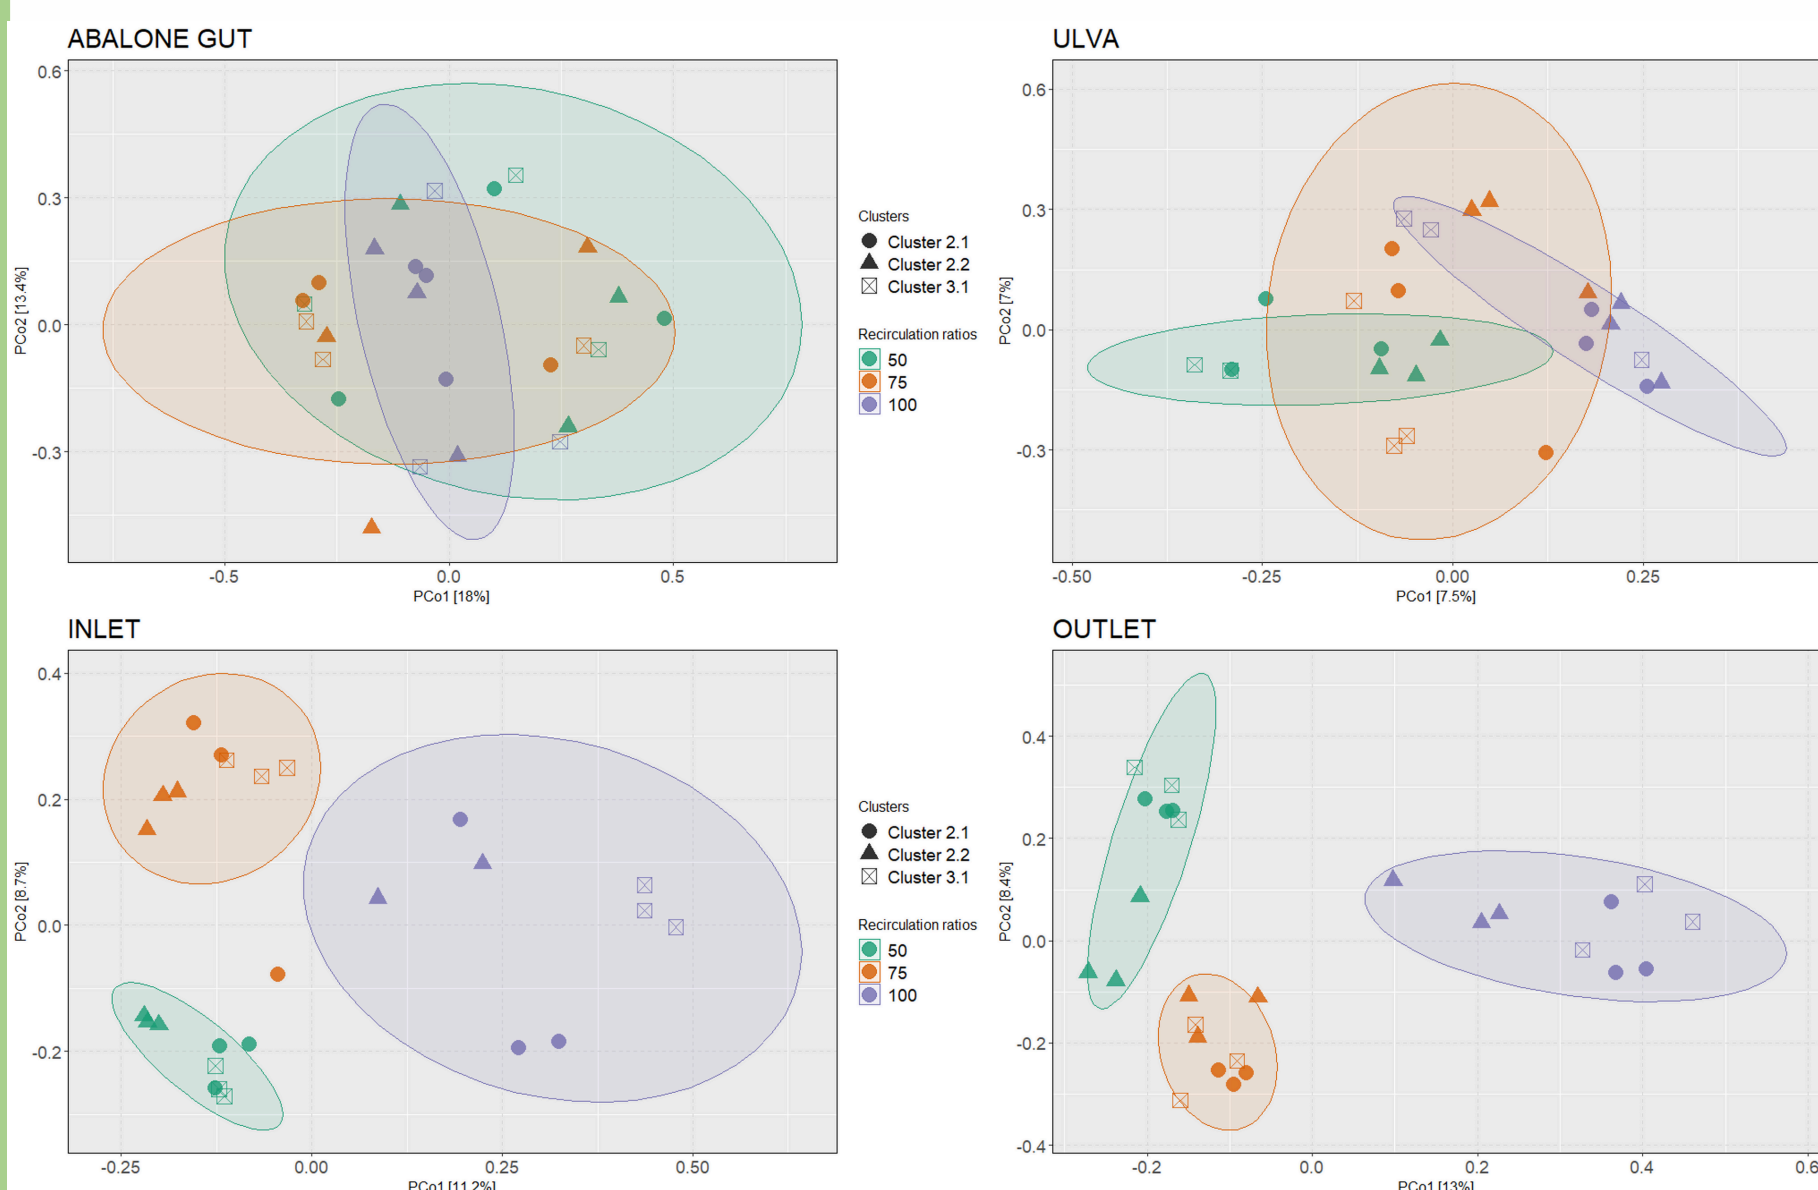 ABALONE GUT
0.6
0.3
0.0
-0.3
PCo2 [13.4%]
-0.5
0.0
0.5
PCo1 [18%]
Clusters
Cluster 2.1
Cluster 2.2
Cluster 3.1
Recirculation ratios
50
75
100
ULVA
0.6
0.3
0.0
-0.3
PCo2 [7%]
-0.50
-0.25
0.00
0.25
PCo1 [7.5%]
INLET
0.4
0.2
0.0
-0.2
PCo2 [8.7%]
-0.25
0.00
0.25
0.50
PCo1 [11.2%]
Clusters
Cluster 2.1
Cluster 2.2
Cluster 3.1
Recirculation ratios
50
75
100
OUTLET
0.4
0.2
0.0
-0.2
-0.4
PCo2 [8.4%]
-0.2
0.0
0.2
0.4
0.6
PCo1 [13%]